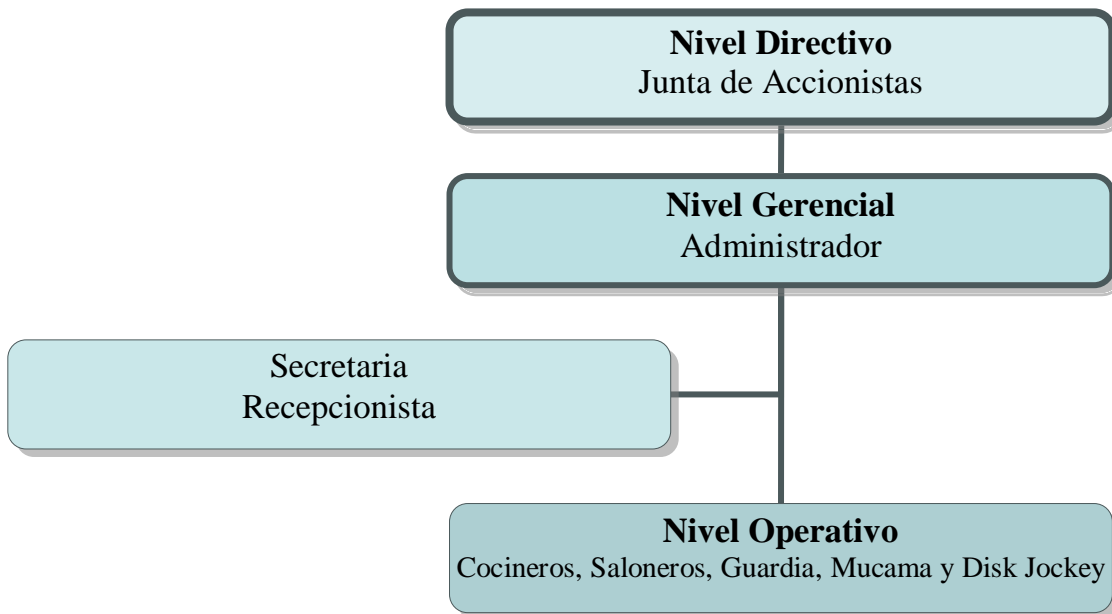 Nivel Directivo
Junta de Accionistas
Nivel Gerencial
Administrador
Secretaria
Recepcionista
Nivel Operativo
Cocineros, Saloneros, Guardia, Mucama y Disk Jockey